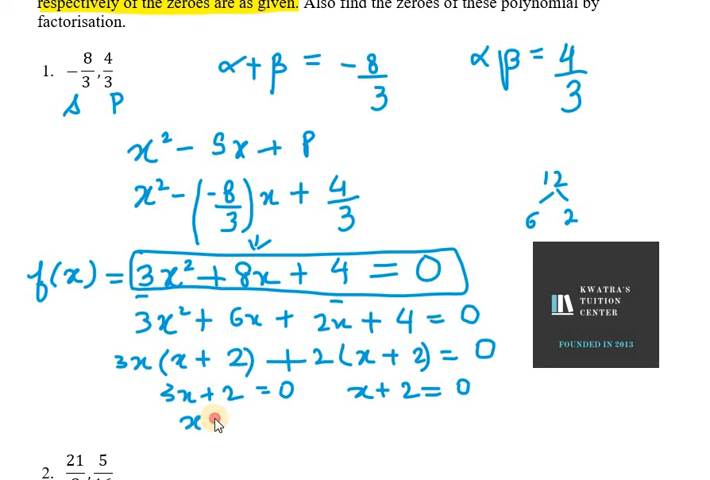 respectively of the zeroes are as given. Also find the zeroes of these polynomial by
factorisation.
1. -8/3, 4/3
α+β = -8/3
αβ = 4/3
S P
x² - Sx + P
x² - (-8/3)x + 4/3
12
6 2
f(x) = 3x² + 8x + 4 = 0
3x² + 6x + 2x + 4 = 0
3x(x + 2) + 2(x + 2) = 0
3x + 2 = 0 x + 2 = 0
x
KWATRA'S
TUITION
CENTER
FOUNDED IN 2013
2. 21 5